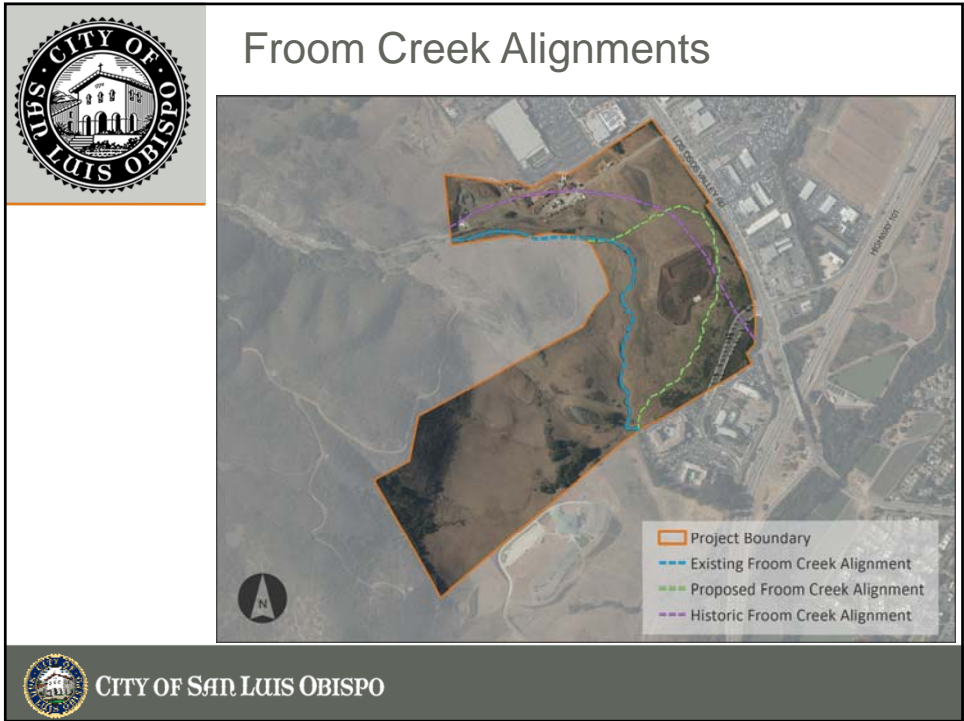 CITY OF
SAN LUIS OBISPO
Froom Creek Alignments
LOS OSOS VALLEY RD
HIGHWAY 101
Project Boundary
Existing Froom Creek Alignment
Proposed Froom Creek Alignment
Historic Froom Creek Alignment
N
CITY OF SAN LUIS OBISPO